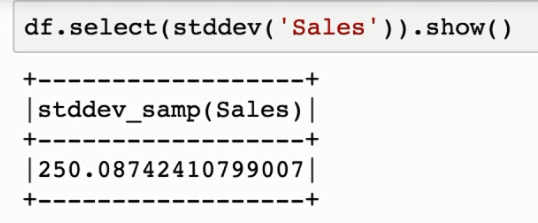 df.select(stddev('Sales')).show()
+------------------+
|stddev_samp(Sales)|
+------------------+
|250.08742410799007|
+------------------+